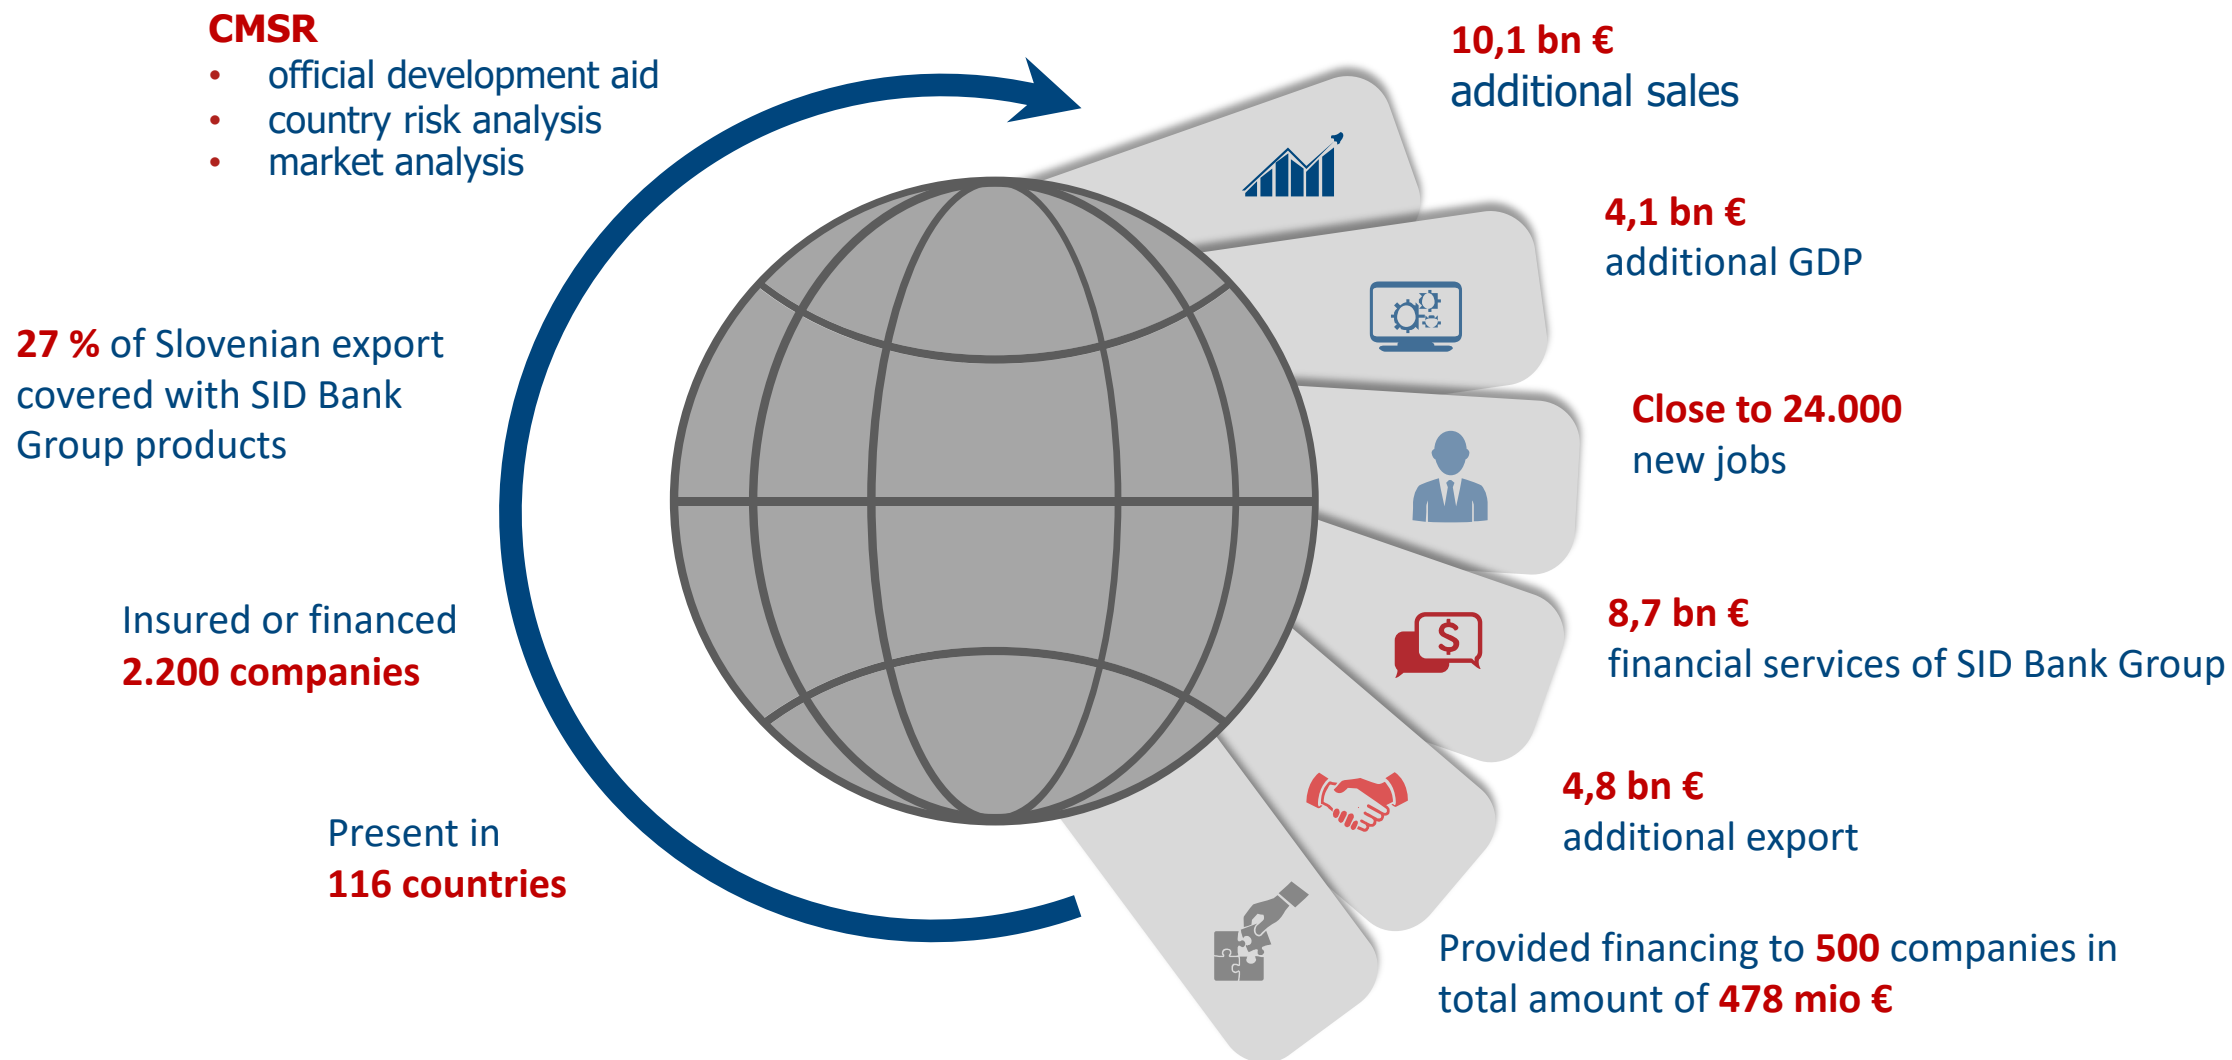 CMSR
• official development aid
• country risk analysis
• market analysis
27 % of Slovenian export
covered with SID Bank
Group products
Insured or financed
2.200 companies
Present in
116 countries
10,1 bn €
additional sales
4,1 bn €
additional GDP
Close to 24.000
new jobs
$
8,7 bn €
financial services of SID Bank Group
4,8 bn €
additional export
Provided financing to 500 companies in
total amount of 478 mio €